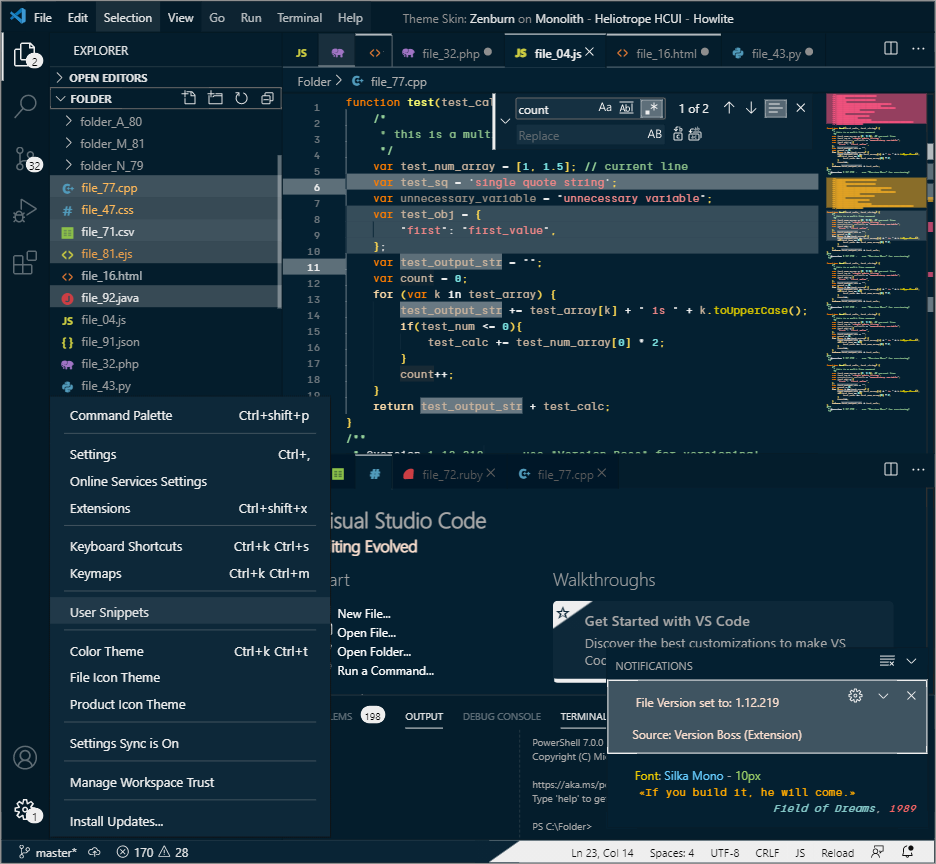 File Edit Selection View Go Run Terminal Help Theme Skin: Zenburn on Monolith - Heliotrope HCUI - Howlite
2
EXPLORER
JS <> file_32.php JS file_04.js <> file_16.html file_43.py
OPEN EDITORS
Folder > file_77.cpp
FOLDER
folder_A_80
folder_M_81
folder_N_79
32
file_77.cpp
file_47.css
file_71.csv
file_81.ejs
file_16.html
file_92.java
JS file_04.js
file_91.json
file_32.php
file_43.py
count Aa Ab .* 1 of 2
Replace AB
1 function test(test_cal
2 /*
3 * this is a mult
4 */
5 var test_num_array = [1, 1.5]; // current line
6 var test_sq = 'single quote string';
7 var unnecessary_variable = "unnecessary variable";
8 var test_obj = {
9 "first": "first_value",
10 };
11 var test_output_str = "";
12 var count = 0;
13 for (var k in test_array) {
14 test_output_str += test_array[k] + " is " + k.toUpperCase();
15 if(test_num <= 0){
16 test_calc += test_num_array[0] * 2;
17 }
18 count++;
19 }
return test_output_str + test_calc;
}
/**
Command Palette Ctrl+shift+p
Settings Ctrl+,
Online Services Settings
Extensions Ctrl+shift+x
Keyboard Shortcuts Ctrl+k Ctrl+s
Keymaps Ctrl+k Ctrl+m
User Snippets
Color Theme Ctrl+k Ctrl+t
File Icon Theme
Product Icon Theme
Settings Sync is On
Manage Workspace Trust
Install Updates...
1
# file_72.ruby file_77.cpp
isual Studio Code
iting Evolved
art
New File...
Open File...
Open Folder...
Run a Command...
Walkthroughs
Get Started with VS Code
Discover the best customizations to make VS
Coc
NOTIFICATIONS
File Version set to: 1.12.219
Source: Version Boss (Extension)
Font: Silka Mono - 10px
«If you build it, he will come.»
Field of Dreams, 1989
LEMS 198 OUTPUT DEBUG CONSOLE TERMINAL
PowerShell 7.0.0
Copyright (C) Mi
https://aka.ms/p
Type 'help' to get
PS C:\Folder>
master* 170 28 Ln 23, Col 14 Spaces: 4 UTF-8 CRLF JS Reload